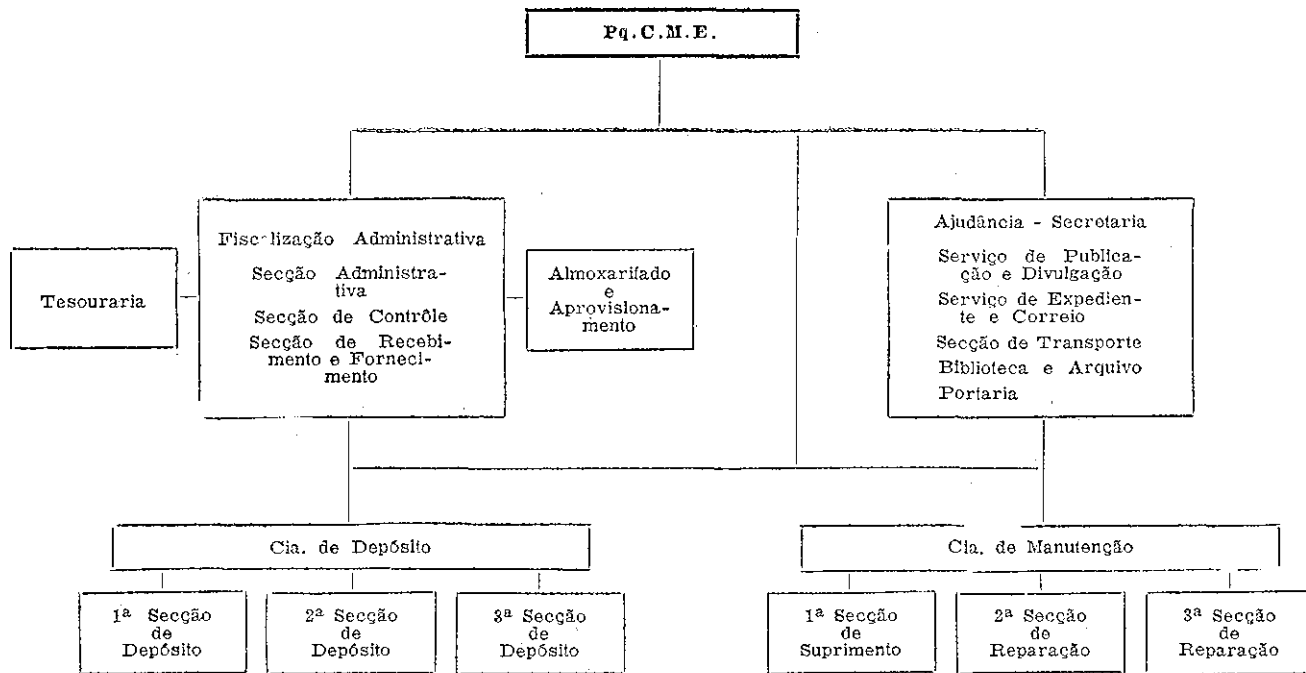 Pq.C.M.E.
Tesouraria
Fiscalização Administrativa
Secção Administra-
tiva
Secção de Contrôle
Secção de Recebi-
mento e Forneci-
mento
Almoxarifado
e
Aprovisiona-
mento
Ajudância - Secretaria
Serviço de Publica-
ção e Divulgação
Serviço de Expedien-
te e Correio
Secção de Transporte
Biblioteca e Arquivo
Portaria
Cia. de Depósito
1ª Secção
de
Depósito
2ª Secção
de
Depósito
3ª Secção
de
Depósito
Cia. de Manutenção
1ª Secção
de
Suprimento
2ª Secção
de
Reparação
3ª Secção
de
Reparação